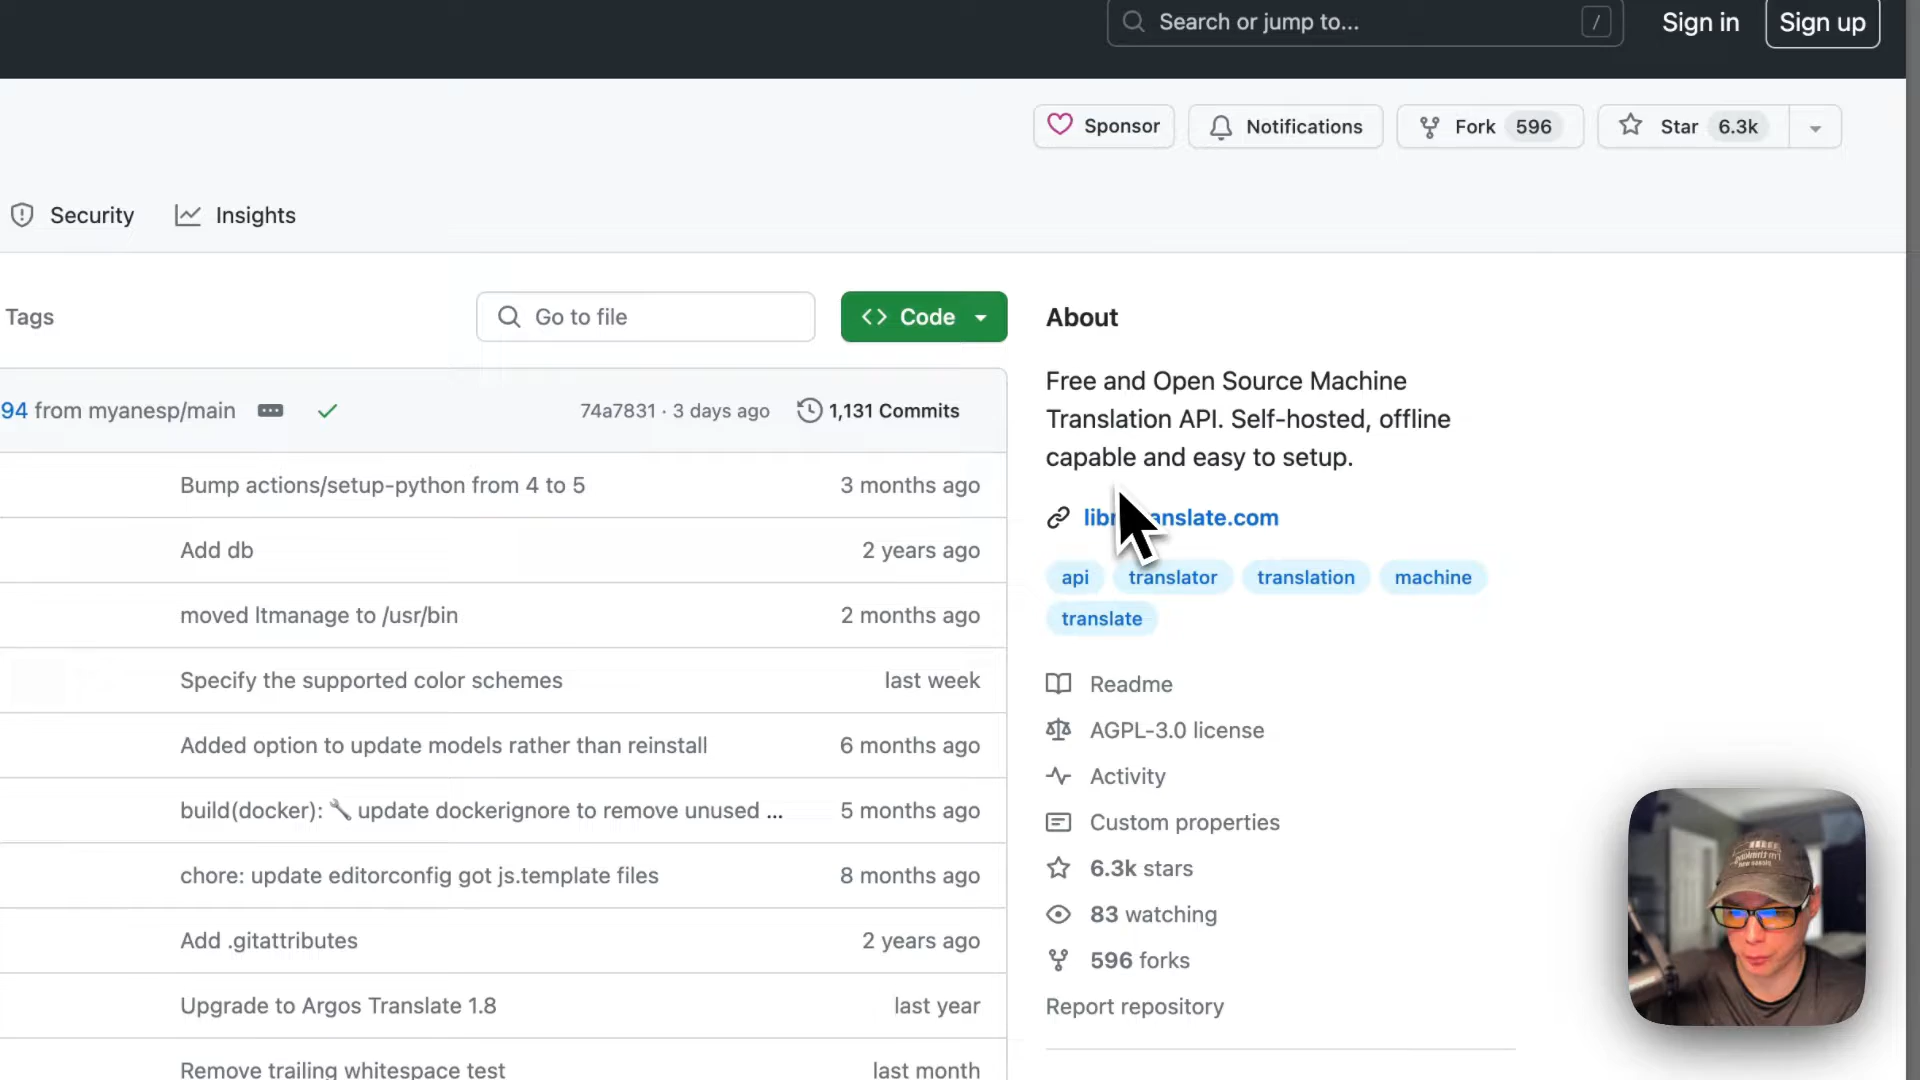 Search or jump to... /
Sign in
Sign up
Sponsor
Notifications
Fork 596
Star 6.3k
Security
Insights
Tags
Go to file
Code
94 from myanesp/main
74a7831 · 3 days ago
1,131 Commits
Bump actions/setup-python from 4 to 5
3 months ago
Add db
2 years ago
moved ltmanage to /usr/bin
2 months ago
Specify the supported color schemes
last week
Added option to update models rather than reinstall
6 months ago
build(docker): 🔧 update dockerignore to remove unused ...
5 months ago
chore: update editorconfig got js.template files
8 months ago
Add .gitattributes
2 years ago
Upgrade to Argos Translate 1.8
last year
Remove trailing whitespace test
last month
About
Free and Open Source Machine
Translation API. Self-hosted, offline
capable and easy to setup.
api translator translation machine
translate
Readme
AGPL-3.0 license
Activity
Custom properties
6.3k stars
83 watching
596 forks
Report repository